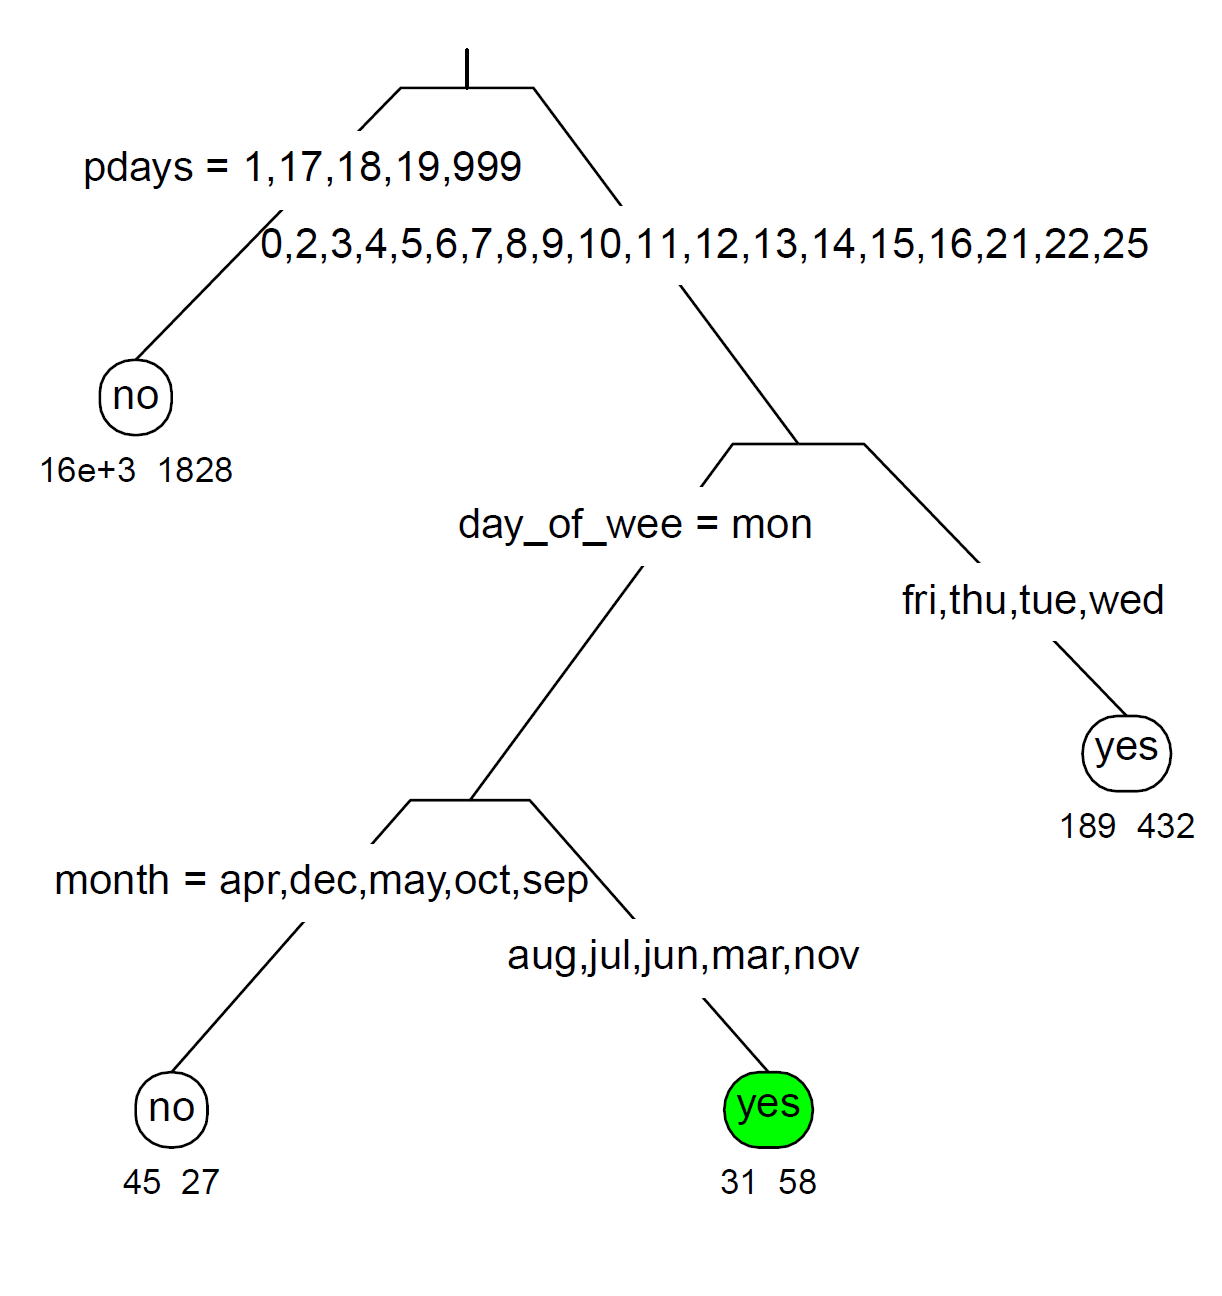 pdays = 1,17,18,19,999
0,2,3,4,5,6,7,8,9,10,11,12,13,14,15,16,21,22,25
no
16e+3 1828
day_of_wee = mon
fri,thu,tue,wed
yes
189 432
month = apr,dec,may,oct,sep
aug,jul,jun,mar,nov
no
45 27
yes
31 58